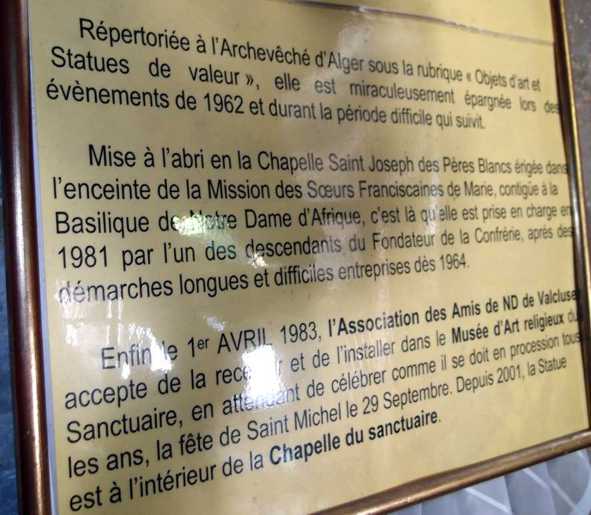 Répertoriée à l'Archevêché d'Alger sous la rubrique « Objets d'art et
Statues de valeur », elle est miraculeusement épargnée lors des
évènements de 1962 et durant la période difficile qui suivit.
Mise à l'abri en la Chapelle Saint Joseph des Pères Blancs érigée dans
l'enceinte de la Mission des Sœurs Franciscaines de Marie, contigüe à la
Basilique de Notre Dame d'Afrique, c'est là qu'elle est prise en charge en
1981 par l'un des descendants du Fondateur de la Confrérie, après des
démarches longues et difficiles entreprises dès 1964.
Enfin le 1er AVRIL 1983, l'Association des Amis de ND de Valcluse
accepte de la recevoir et de l'installer dans le Musée d'Art religieux du
Sanctuaire, en attendant de célébrer comme il se doit en procession tous
les ans, la fête de Saint Michel le 29 Septembre. Depuis 2001, la Statue
est à l'intérieur de la Chapelle du sanctuaire.